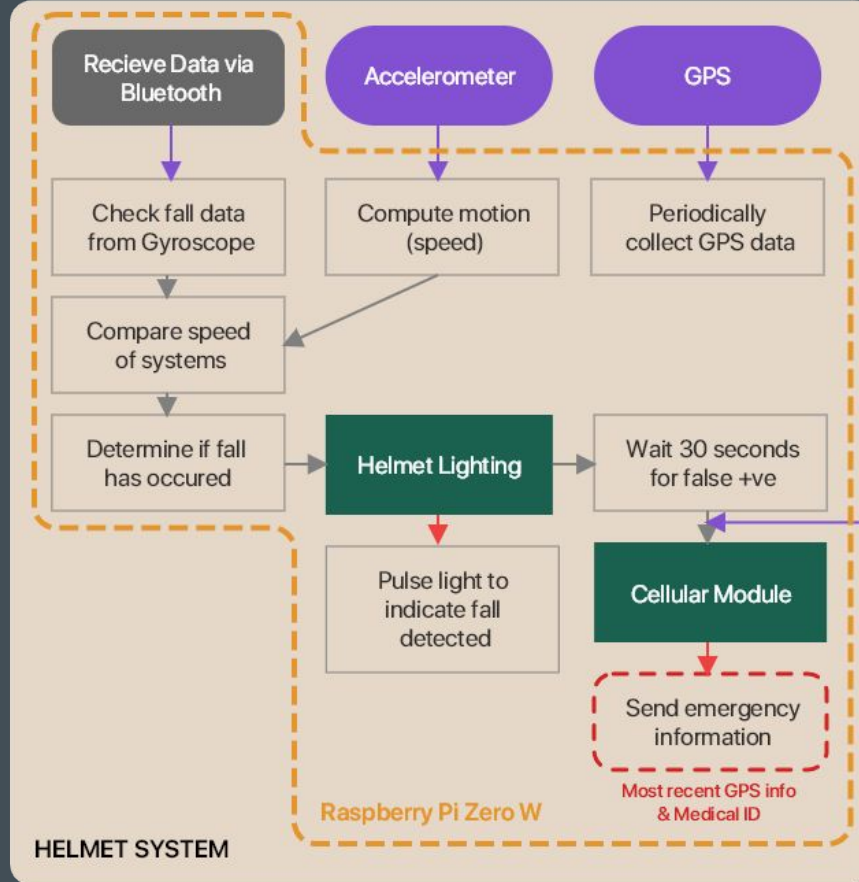 Recieve Data via
Bluetooth
Accelerometer
GPS
Check fall data
from Gyroscope
Compute motion
(speed)
Periodically
collect GPS data
Compare speed
of systems
Determine if fall
has occured
Helmet Lighting
Wait 30 seconds
for false +ve
Pulse light to
indicate fall
detected
Cellular Module
Send emergency
information
Most recent GPS info
& Medical ID
Raspberry Pi Zero W
HELMET SYSTEM